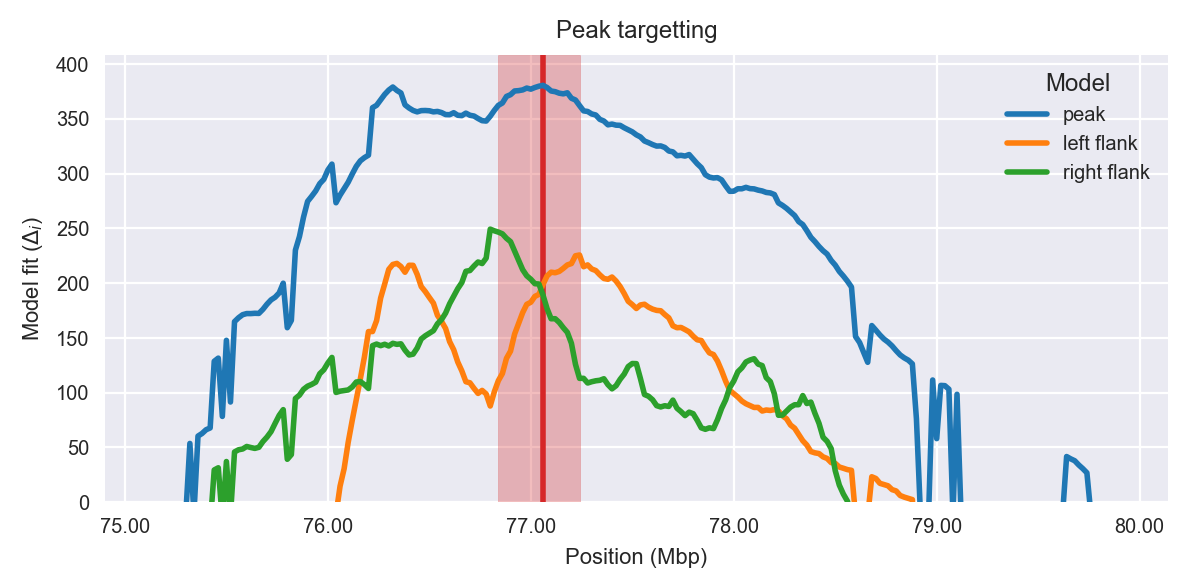 Peak targetting
Model fit (Δi)
400
350
300
250
200
150
100
50
0
Model
peak
left flank
right flank
75.00 76.00 77.00 78.00 79.00 80.00
Position (Mbp)